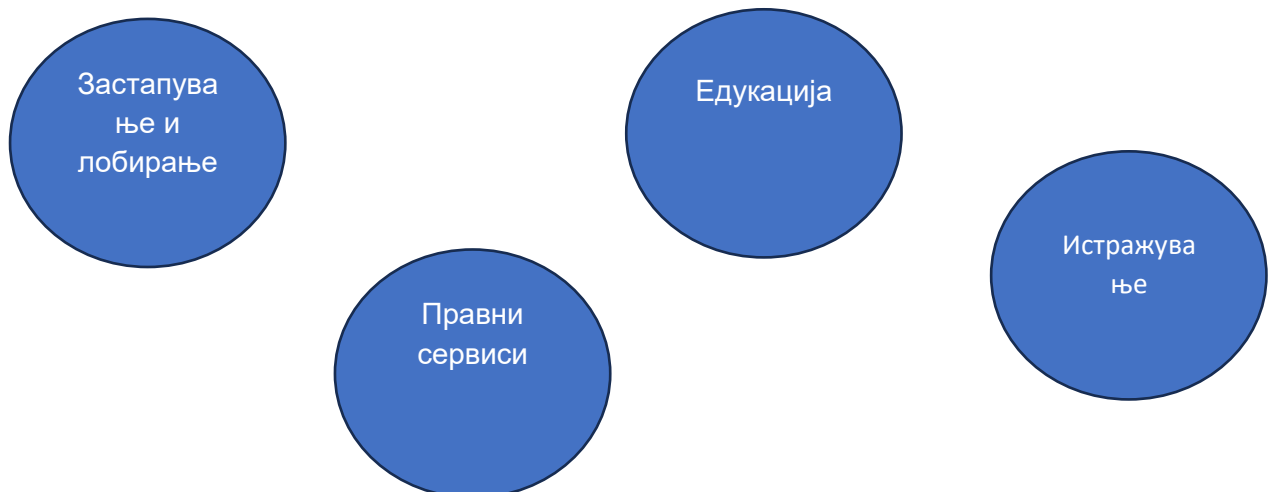 Застапува
ње и
лобирање
Правни
сервиси
Едукација
Истражува
ње